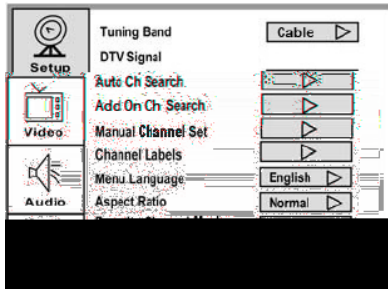 Tuning Band Cable
DTV Signal
Setup
Auto Ch Search
Add On Ch Search
Video
Manual Channel Set
Channel Labels
Menu Language English
Audio
Aspect Ratio Normal